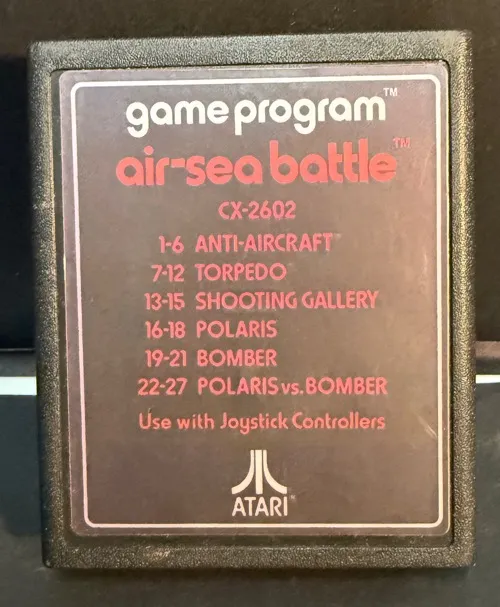 game program™
air-sea battle™
CX-2602
1-6 ANTI-AIRCRAFT
7-12 TORPEDO
13-15 SHOOTING GALLERY
16-18 POLARIS
19-21 BOMBER
22-27 POLARIS vs. BOMBER
Use with Joystick Controllers
ATARI®